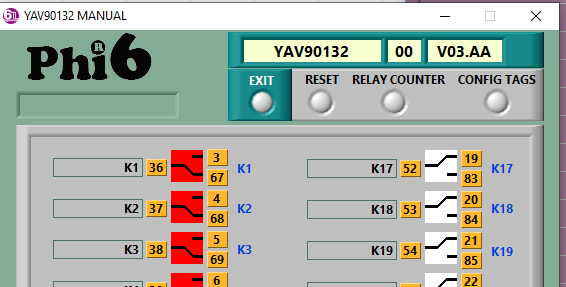 YAV90132 MANUAL
Phi6
R
YAV90132 00 V03.AA
EXIT RESET RELAY COUNTER CONFIG TAGS
K1 36 3 67 K1 K17 52 19 83 K17
K2 37 4 68 K2 K18 53 20 84 K18
K3 38 5 69 K3 K19 54 21 85 K19
6 22